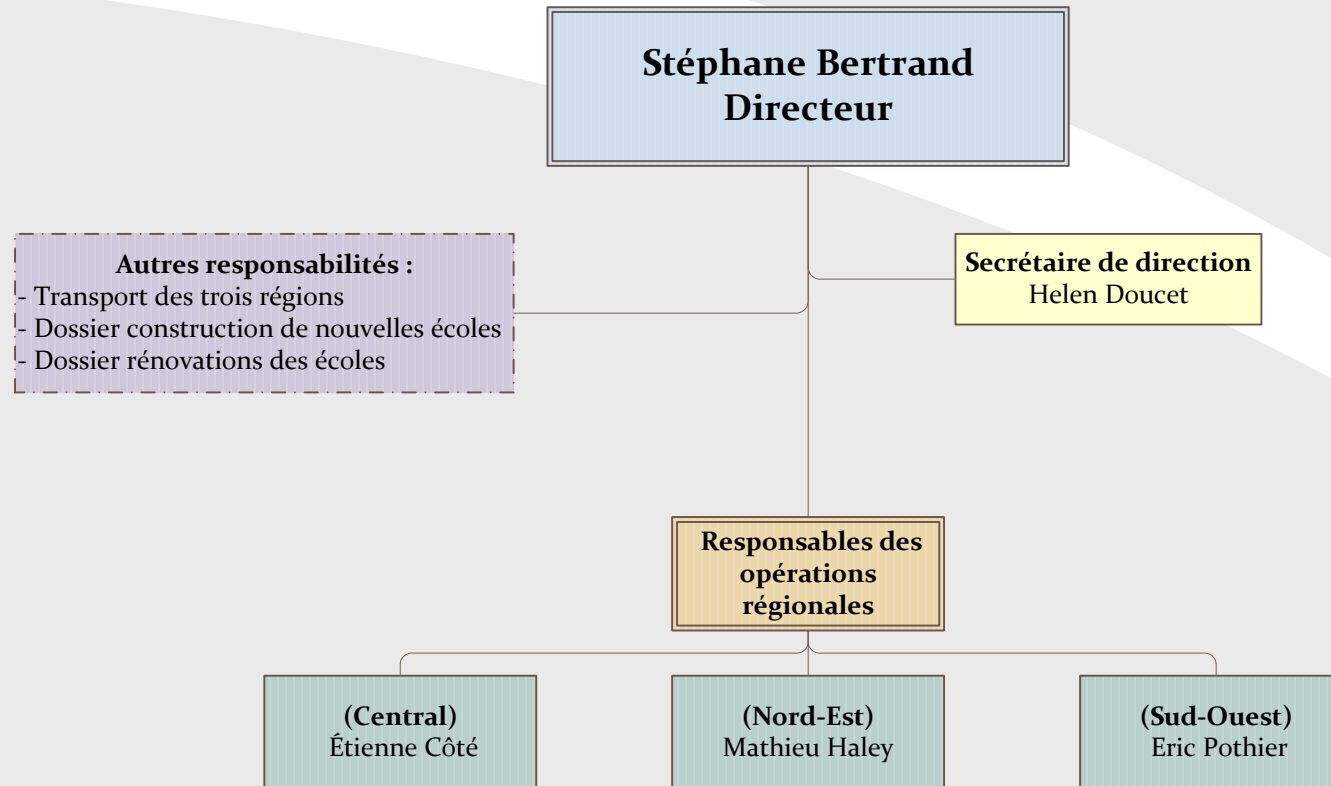 Stéphane Bertrand
Directeur
Autres responsabilités :
- Transport des trois régions
- Dossier construction de nouvelles écoles
- Dossier rénovations des écoles
Secrétaire de direction
Helen Doucet
Responsables des
opérations
régionales
(Central)
Étienne Côté
(Nord-Est)
Mathieu Haley
(Sud-Ouest)
Eric Pothier